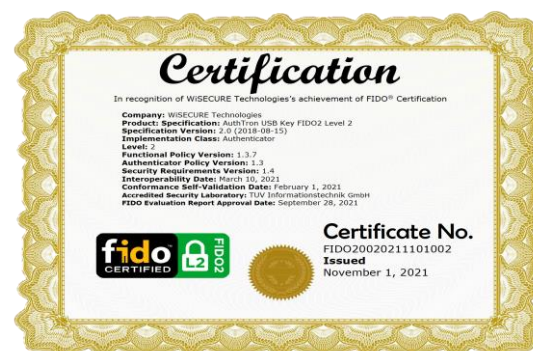 Certification
In recognition of WiSECURE Technologies's achievement of FIDO® Certification
Company: WiSECURE Technologies
Product: Specification: AuthTron USB Key FIDO2 Level 2
Specification Version: 2.0 (2018-08-15)
Implementation Class: Authenticator
Level: 2
Functional Policy Version: 1.3.7
Authenticator Policy Version: 1.3
Security Requirements Version: 1.4
Interoperability Date: March 10, 2021
Conformance Self-Validation Date: February 1, 2021
Accredited Security Laboratory: TUV Informationstechnik GmbH
FIDO Evaluation Report Approval Date: September 28, 2021
fido
CERTIFIED
L2
FIDO2
Certificate No.
FIDO20020211101002
Issued
November 1, 2021